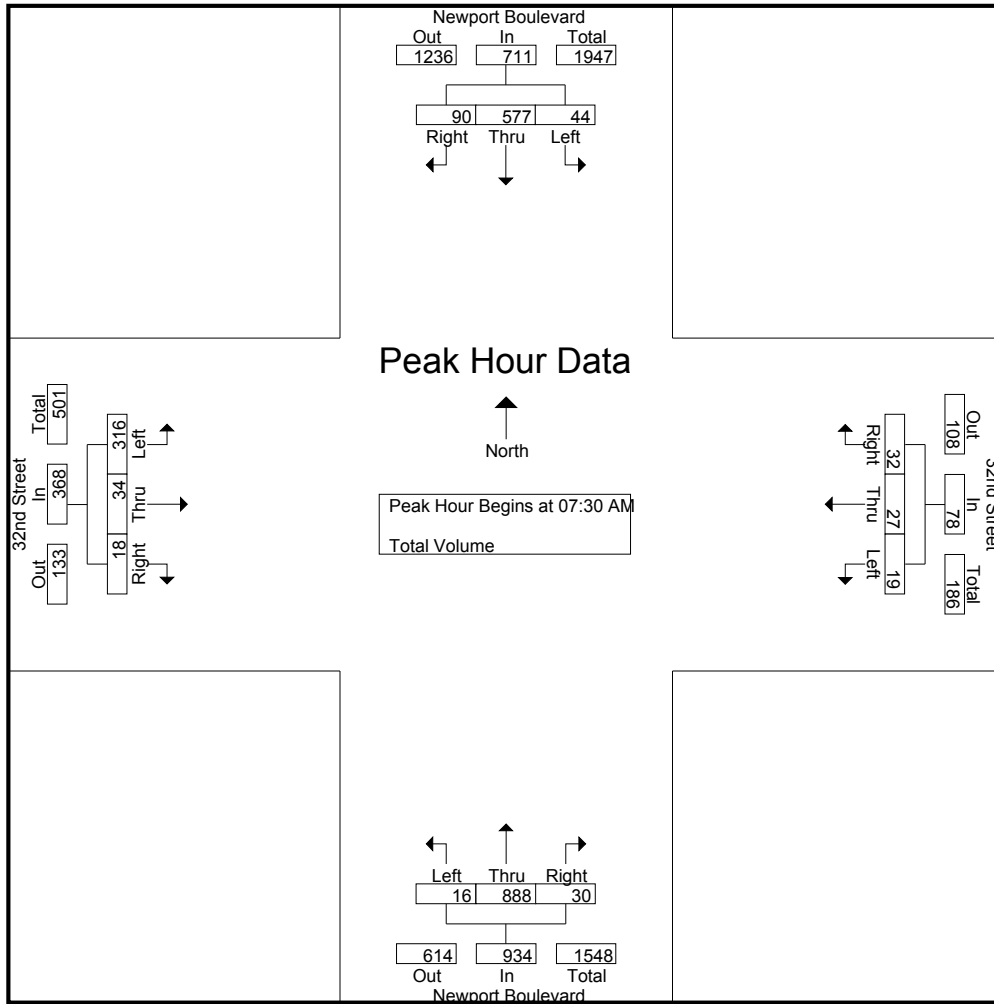 Newport Boulevard
Out In Total
1236 711 1947
90 577 44
Right Thru Left
Peak Hour Data
North
Peak Hour Begins at 07:30 AM
Total Volume
32nd Street
Total In Out
501 368 133
316 34 18
Left Thru Right
Right Thru Left
32 27 19
108 78 186
Out In Total
32nd Street
Left Thru Right
16 888 30
614 934 1548
Out In Total
Newport Boulevard